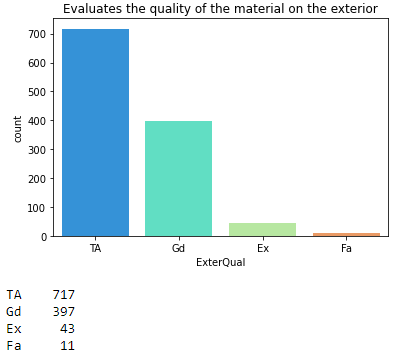 Evaluates the quality of the material on the exterior
700
600
500
400
300
200
100
0
count
TA Gd Ex Fa
ExterQual
TA 717
Gd 397
Ex 43
Fa 11